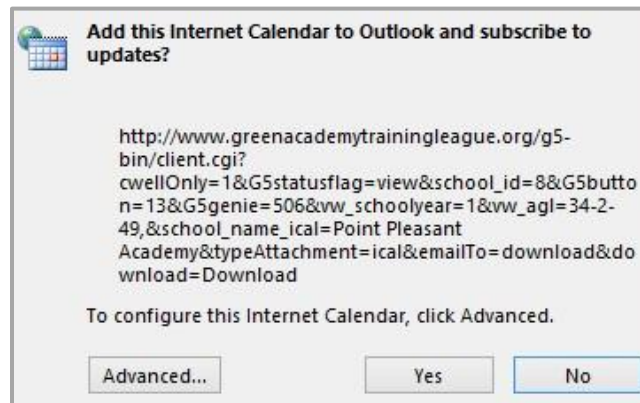 Add this Internet Calendar to Outlook and subscribe to
updates?
http://www.greenacademytrainingleague.org/g5-
bin/client.cgi?
cwellOnly=1&G5statusflag=view&school_id=8&G5butto
n=13&G5genie=506&vw_schoolyear=1&vw_agl=34-2-
49,&school_name_ical=Point Pleasant
Academy&typeAttachment=ical&emailTo=download&do
wnload=Download
To configure this Internet Calendar, click Advanced.
Advanced... Yes No